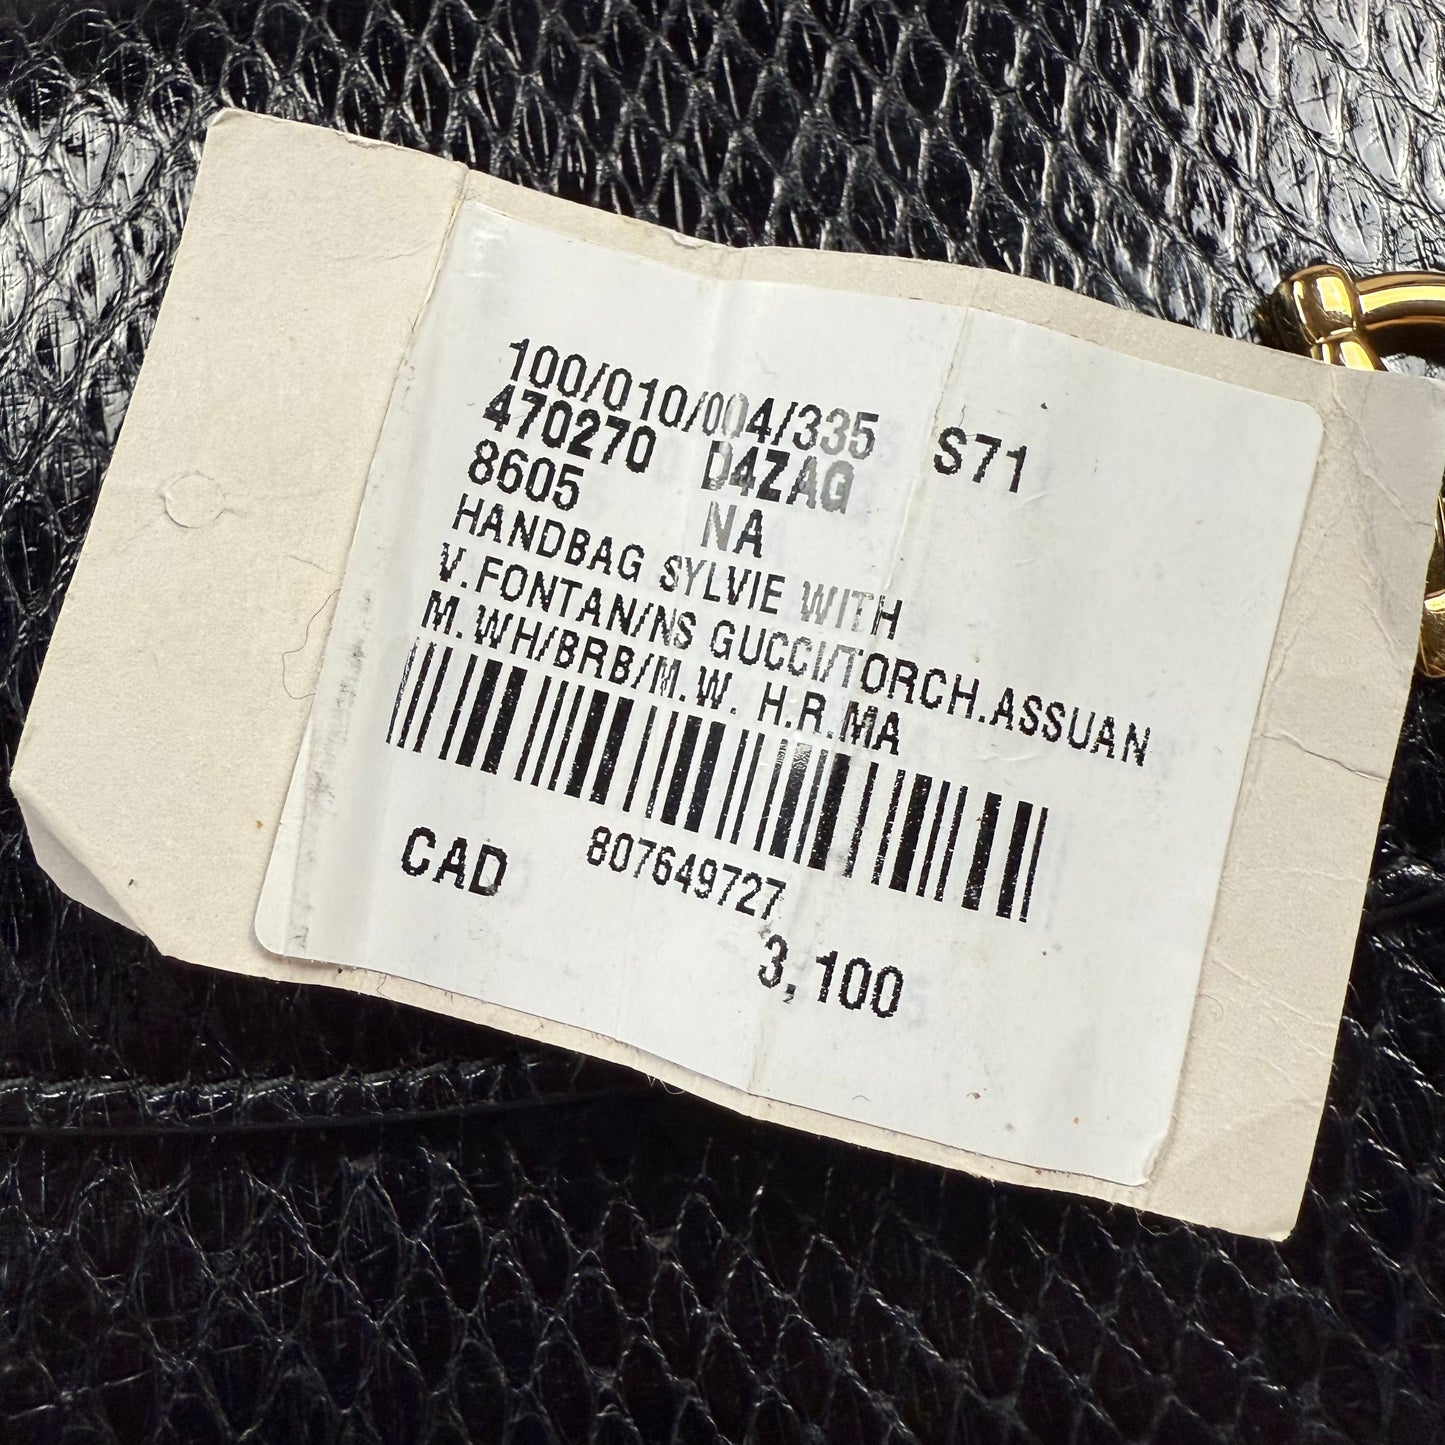 100/010/004/335 S71
470270 D4ZAG
8605 NA
HANDBAG SYLVIE WITH
V.FONTAN/NS GUCCI/TORCH.ASSUAN
M.WH/BRB/M.W. H.R.MA
807649727
CAD 3,100